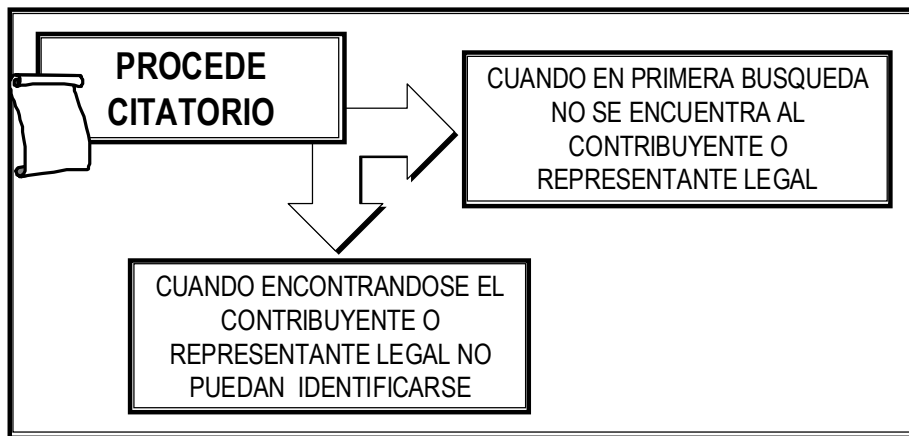 PROCEDE
CITATORIO
CUANDO EN PRIMERA BUSQUEDA
NO SE ENCUENTRA AL
CONTRIBUYENTE O
REPRESENTANTE LEGAL
CUANDO ENCONTRANDOSE EL
CONTRIBUYENTE O
REPRESENTANTE LEGAL NO
PUEDAN IDENTIFICARSE